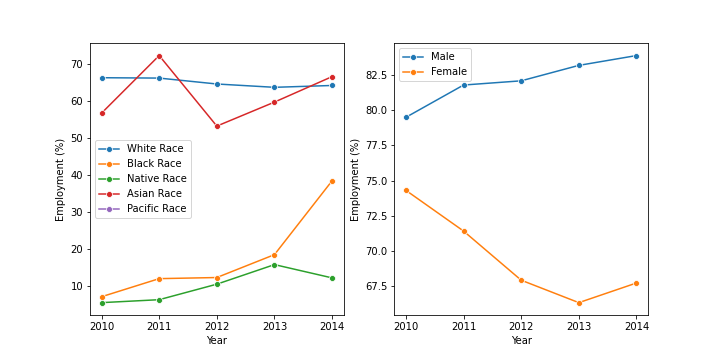 70
60
50
40
30
20
10
Employment (%)
White Race
Black Race
Native Race
Asian Race
Pacific Race
2010 2011 2012 2013 2014
Year
82.5
80.0
77.5
75.0
72.5
70.0
67.5
Employment (%)
Male
Female
2010 2011 2012 2013 2014
Year